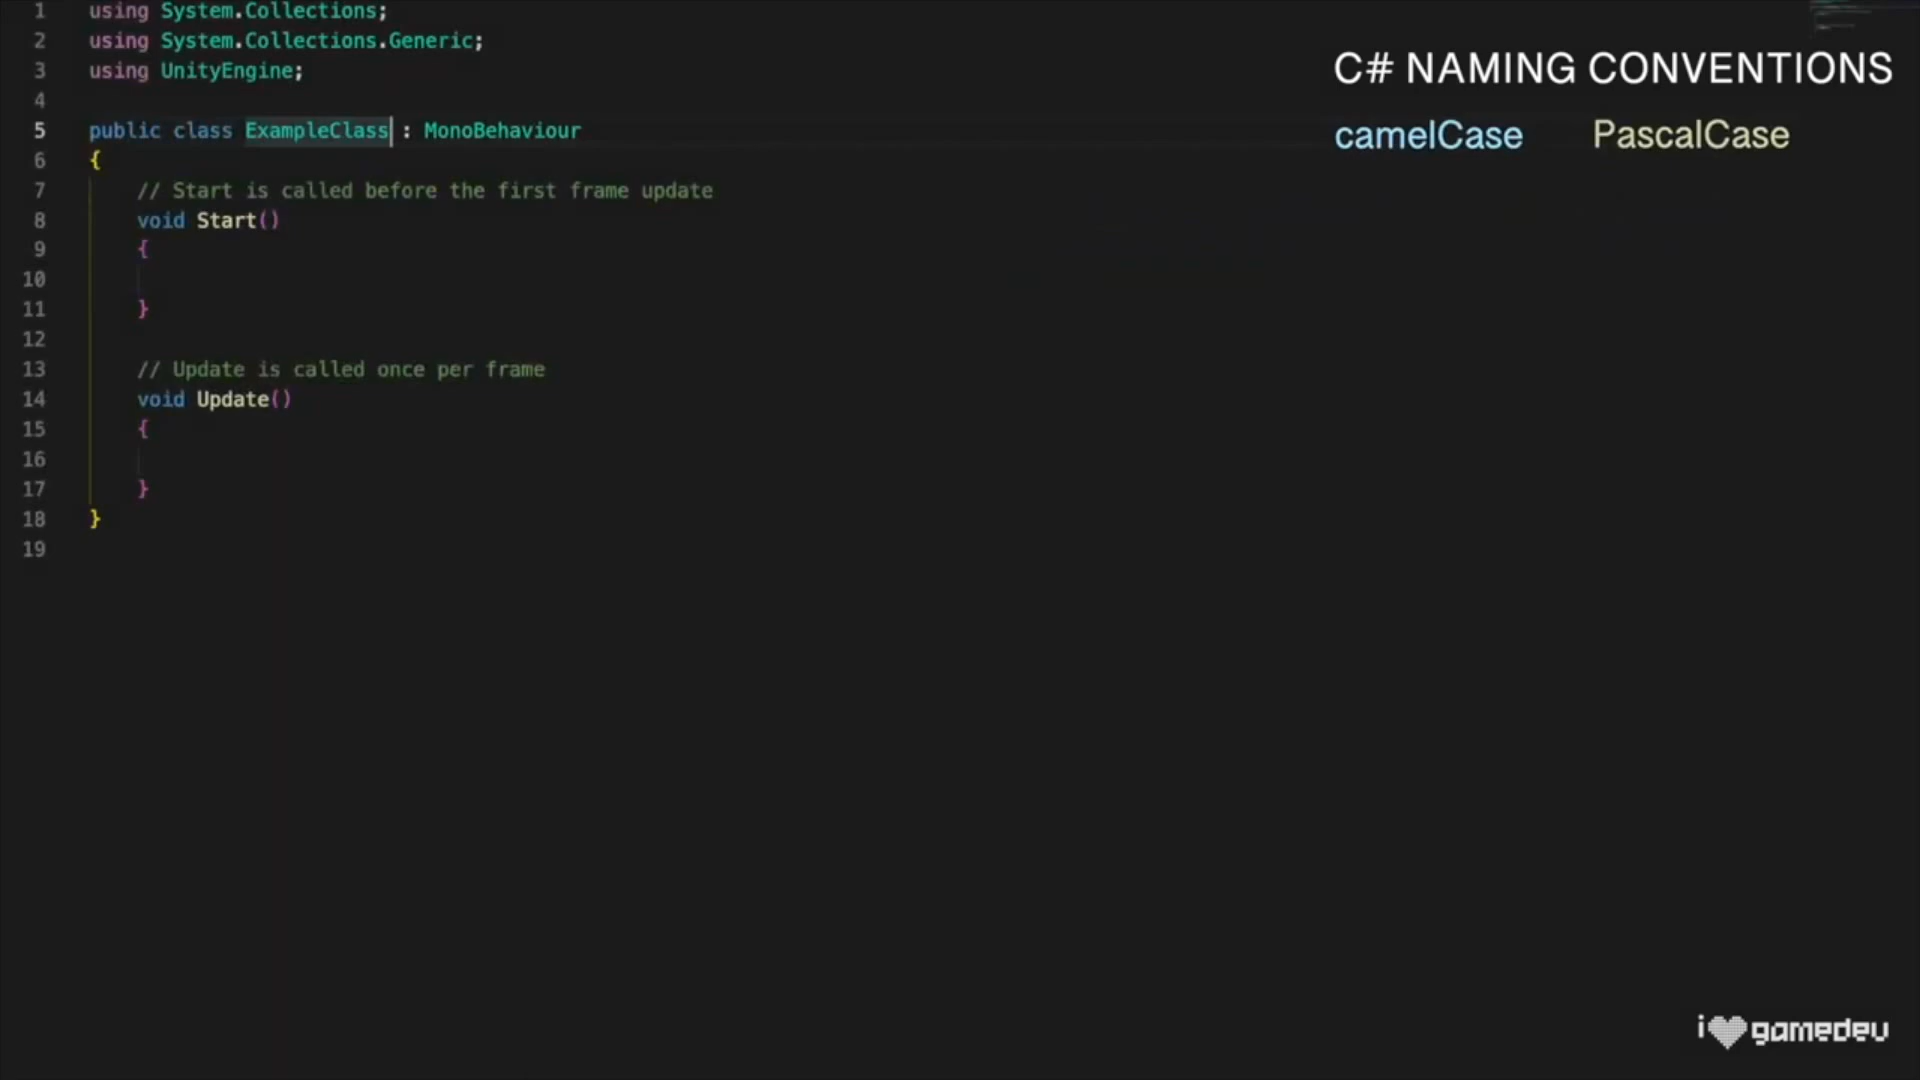 1 using System.Collections;
2 using System.Collections.Generic;
3 using UnityEngine;
4
5 public class ExampleClass : MonoBehaviour
6 {
7 // Start is called before the first frame update
8 void Start()
9 {
10
11 }
12
13 // Update is called once per frame
14 void Update()
15 {
16
17 }
18 }
19
C# NAMING CONVENTIONS
camelCase PascalCase
i gamedev